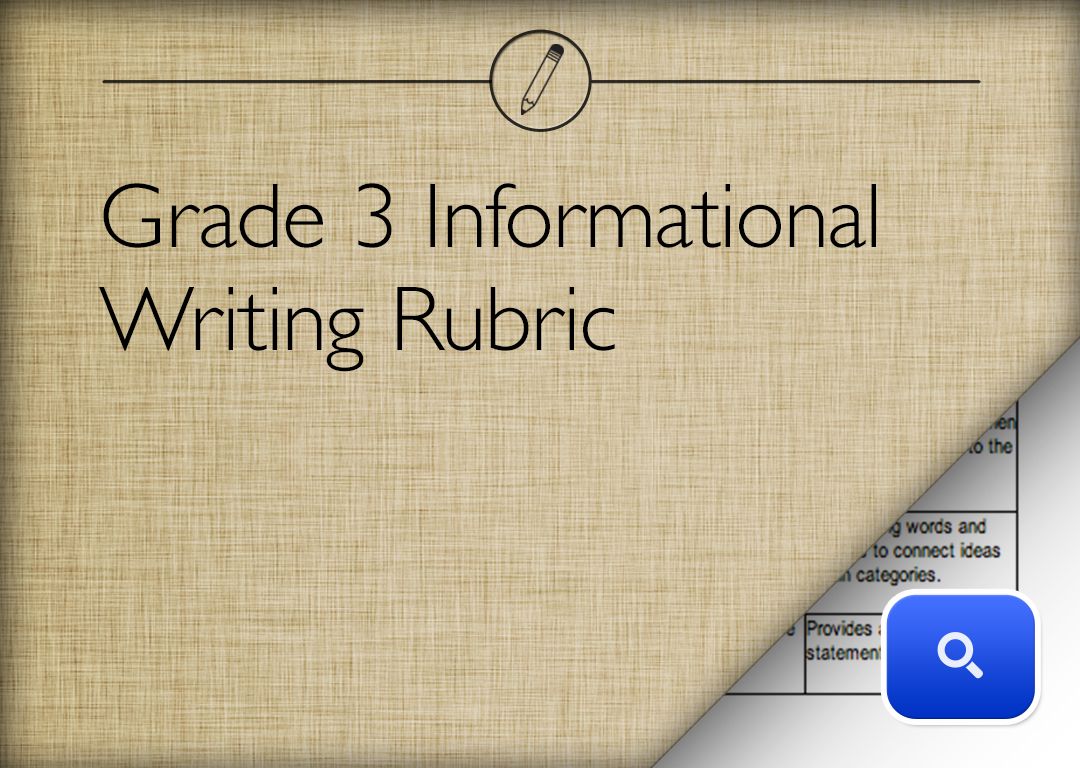 Grade 3 Informational
Writing Rubric
to the
words and
to connect ideas
categories.
Provides
statement